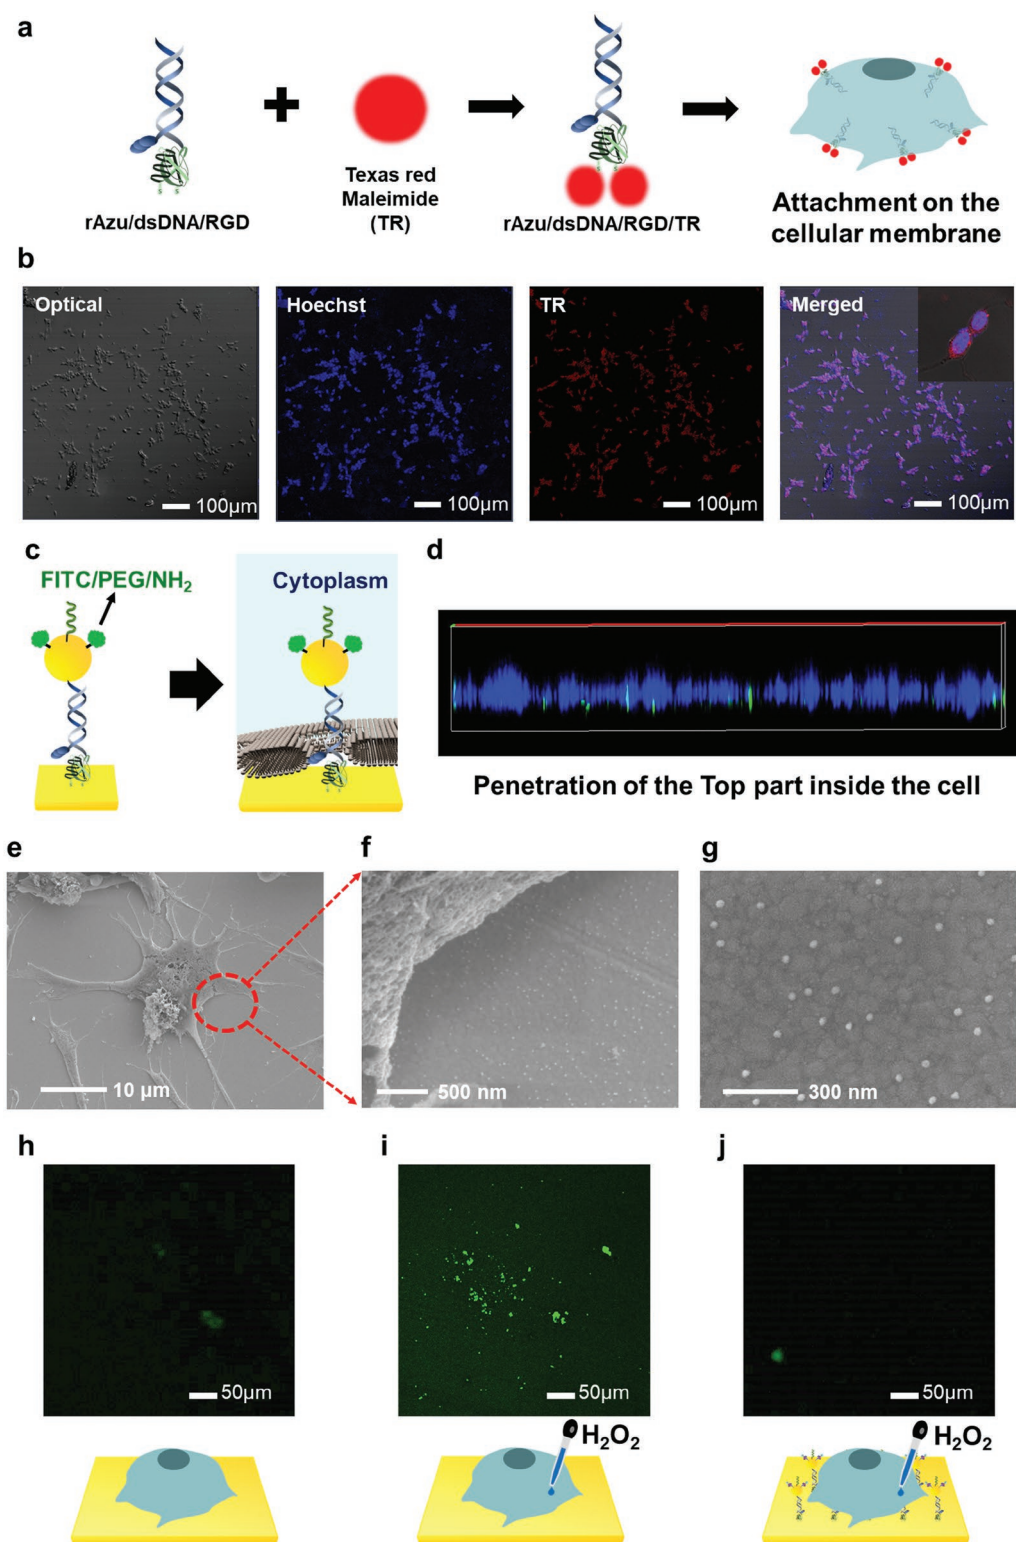 a
rAzu/dsDNA/RGD
Texas red
Maleimide
(TR)
rAzu/dsDNA/RGD/TR
Attachment on the
cellular membrane
b
Optical
100μm
Hoechst
100μm
TR
100μm
Merged
100μm
c
FITC/PEG/NH₂
Cytoplasm
d
Penetration of the Top part inside the cell
e
10 μm
f
500 nm
g
300 nm
h
50μm
i
50μm
H₂O₂
j
50μm
H₂O₂